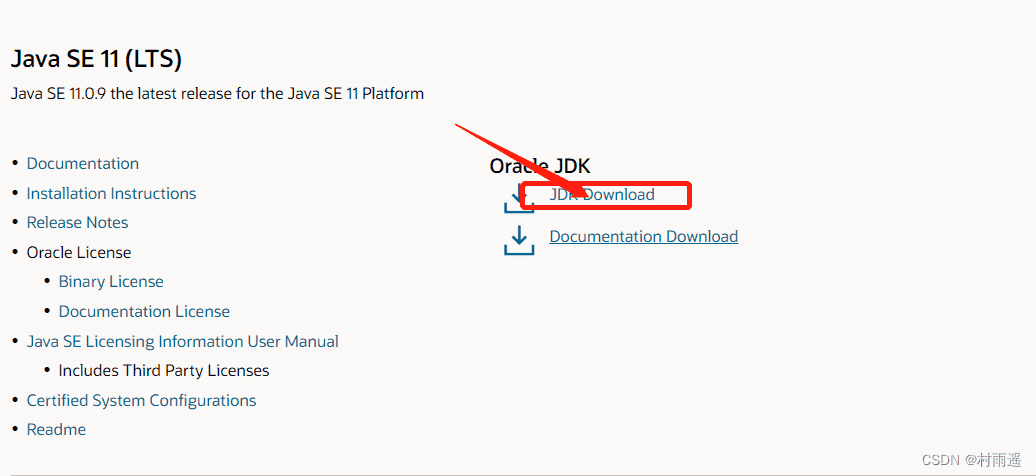 Java SE 11 (LTS)
Java SE 11.0.9 the latest release for the Java SE 11 Platform
• Documentation
• Installation Instructions
• Release Notes
• Oracle License
• Binary License
• Documentation License
• Java SE Licensing Information User Manual
• Includes Third Party Licenses
• Certified System Configurations
• Readme
Oracle JDK
JDK Download
Documentation Download
CSDN @村雨遥